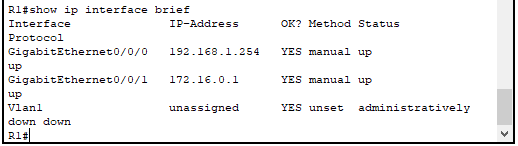 R1#show ip interface brief
Interface IP-Address OK? Method Status
Protocol
GigabitEthernet0/0/0 192.168.1.254 YES manual up
up
GigabitEthernet0/0/1 172.16.0.1 YES manual up
up
Vlan1 unassigned YES unset administratively
down down
R1#